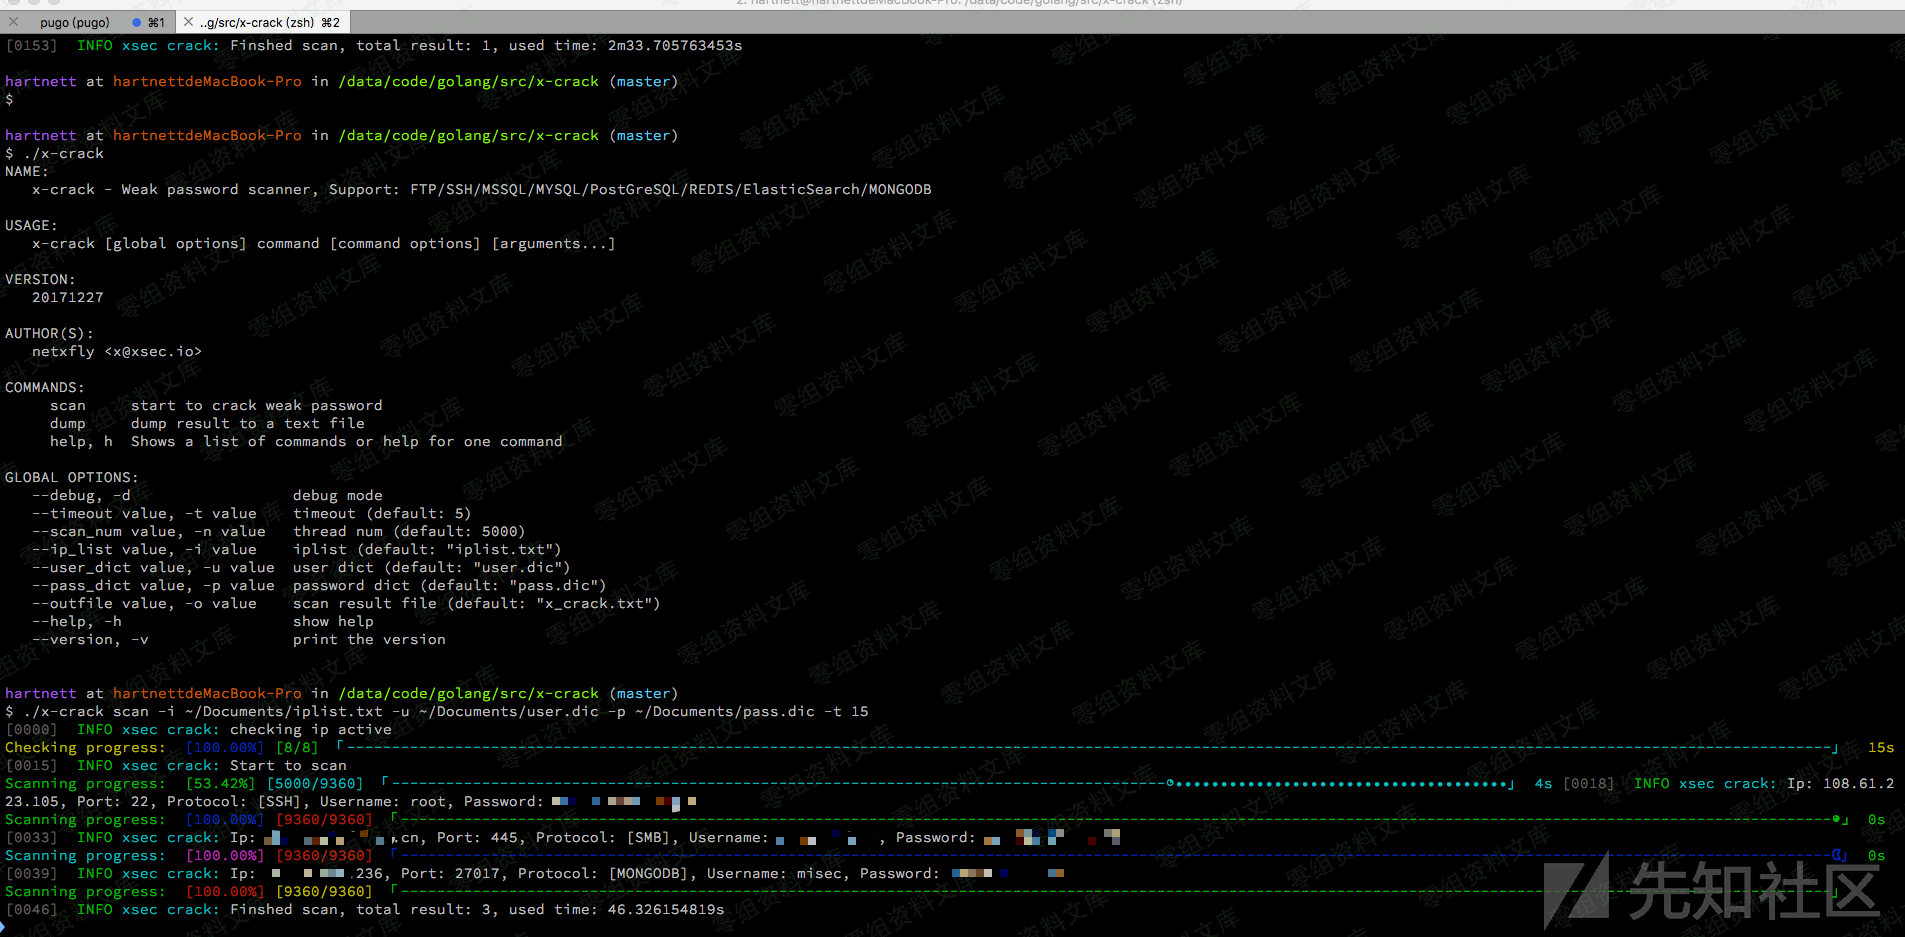 2. hartnett@hartnettdeMacBook-Pro: /data/code/golang/src/x-crack (zsh)
pugo (pugo) ⌘1 ..g/src/x-crack (zsh) ⌘2
[0153]  INFO xsec crack: Finshed scan, total result: 1, used time: 2m33.705763453s
hartnett at hartnettdeMacBook-Pro in /data/code/golang/src/x-crack (master)
$
hartnett at hartnettdeMacBook-Pro in /data/code/golang/src/x-crack (master)
$ ./x-crack
NAME:
   x-crack - Weak password scanner, Support: FTP/SSH/MSSQL/MYSQL/PostGreSQL/REDIS/ElasticSearch/MONGODB
USAGE:
   x-crack [global options] command [command options] [arguments...]
VERSION:
   20171227
AUTHOR(S):
   netxfly <x@xsec.io>
COMMANDS:
     scan     start to crack weak password
     dump     dump result to a text file
     help, h  Shows a list of commands or help for one command
GLOBAL OPTIONS:
   --debug, -d                  debug mode
   --timeout value, -t value    timeout (default: 5)
   --scan_num value, -n value   thread num (default: 5000)
   --ip_list value, -i value    iplist (default: "iplist.txt")
   --user_dict value, -u value  user dict (default: "user.dic")
   --pass_dict value, -p value  password dict (default: "pass.dic")
   --outfile value, -o value    scan result file (default: "x_crack.txt")
   --help, -h                   show help
   --version, -v                print the version
hartnett at hartnettdeMacBook-Pro in /data/code/golang/src/x-crack (master)
$ ./x-crack scan -i ~/Documents/iplist.txt -u ~/Documents/user.dic -p ~/Documents/pass.dic -t 15
[0000]  INFO xsec crack: checking ip active
Checking progress:  [100.00%] [8/8] 15s
[0015]  INFO xsec crack: Start to scan
Scanning progress:  [53.42%] [5000/9360] 4s [0018]  INFO xsec crack: Ip: 108.61.2
23.105, Port: 22, Protocol: [SSH], Username: root, Password:
Scanning progress:  [100.00%] [9360/9360] 0s
[0033]  INFO xsec crack: Ip: .cn, Port: 445, Protocol: [SMB], Username: , Password:
Scanning progress:  [100.00%] [9360/9360] 0s
[0039]  INFO xsec crack: Ip: .236, Port: 27017, Protocol: [MONGODB], Username: misec, Password:
Scanning progress:  [100.00%] [9360/9360]
[0046]  INFO xsec crack: Finshed scan, total result: 3, used time: 46.326154819s
先知社区
零组资料文库